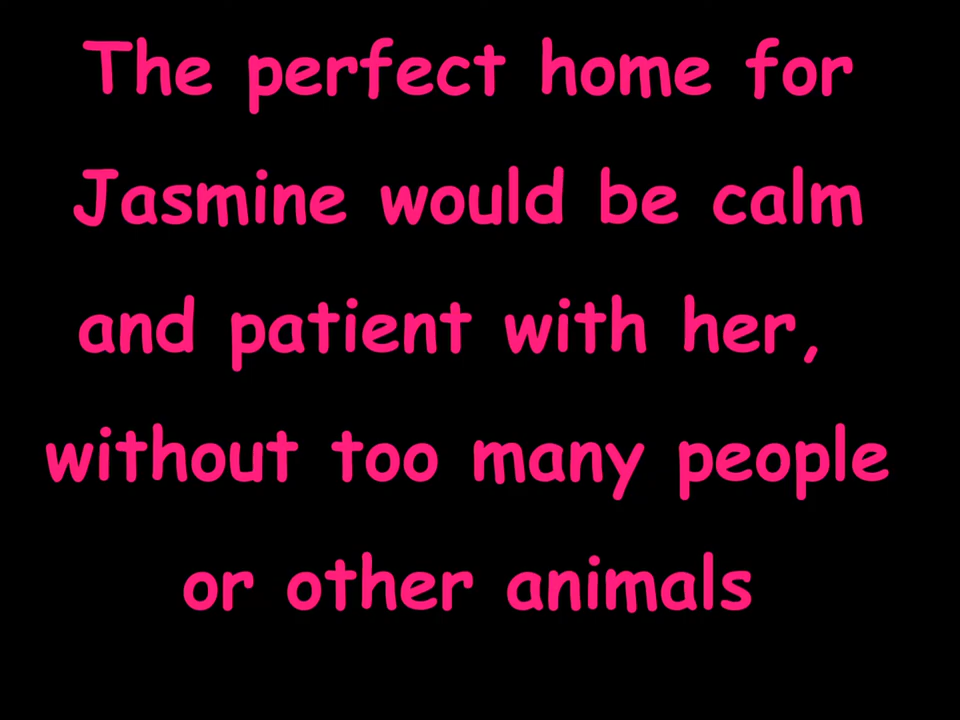 The perfect home for
Jasmine would be calm
and patient with her,
without too many people
or other animals